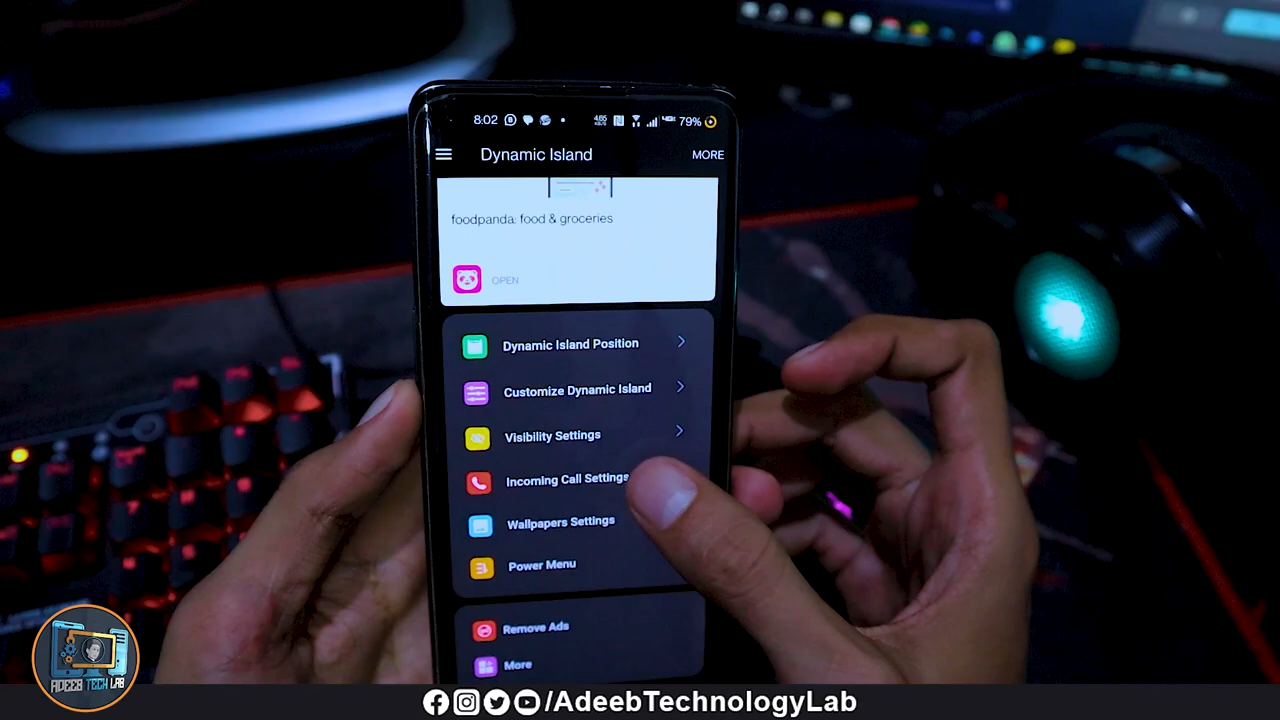 8:02
79%
Dynamic Island
MORE
foodpanda: food & groceries
OPEN
Dynamic Island Position
Customize Dynamic Island
Visibility Settings
Incoming Call Settings
Wallpapers Settings
Power Menu
Remove Ads
More
ADEEB TECH LAB
/AdeebTechnologyLab